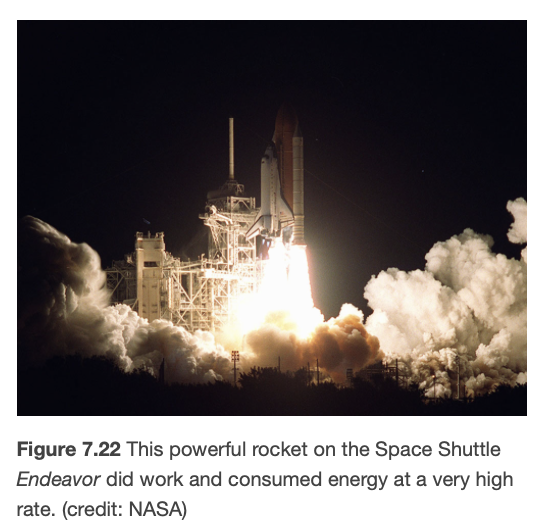 Figure 7.22 This powerful rocket on the Space Shuttle
Endeavor did work and consumed energy at a very high
rate. (credit: NASA)